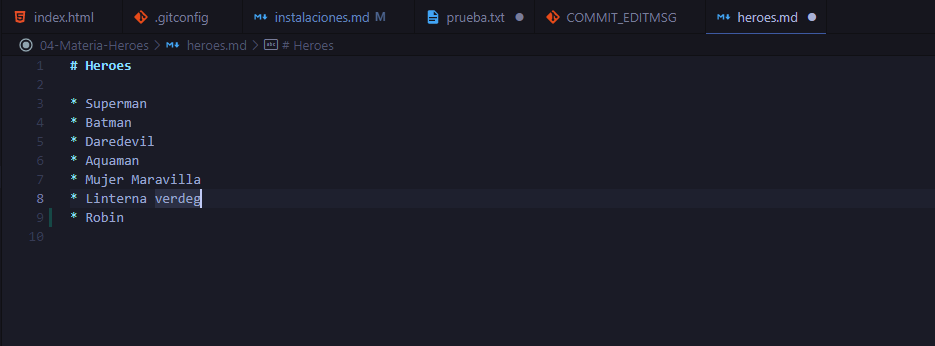 index.html .gitconfig instalaciones.md M prueba.txt COMMIT_EDITMSG heroes.md
04-Materia-Heroes > heroes.md > # Heroes
1 # Heroes
2
3 * Superman
4 * Batman
5 * Daredevil
6 * Aquaman
7 * Mujer Maravilla
8 * Linterna verdeg
9 * Robin
10